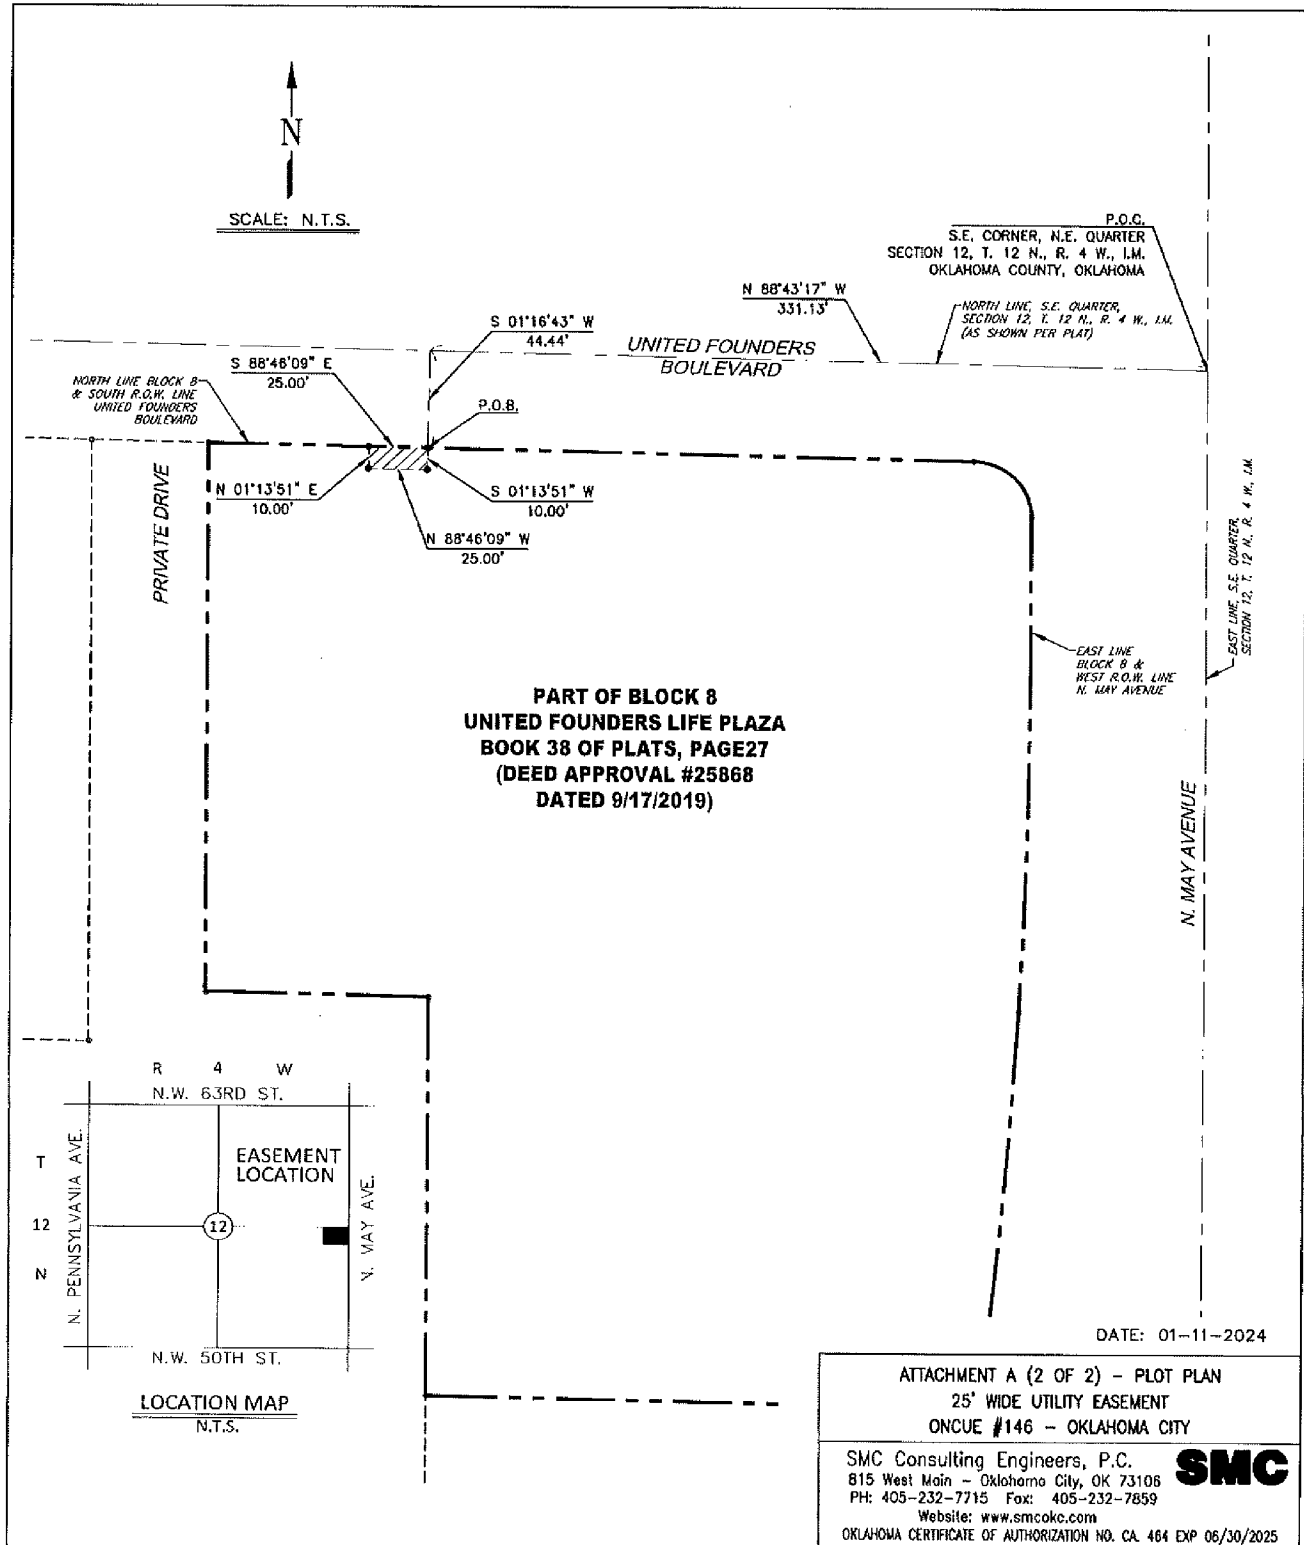 N
SCALE: N.T.S.
P.O.C.
S.E. CORNER, N.E. QUARTER
SECTION 12, T. 12 N., R. 4 W., I.M.
OKLAHOMA COUNTY, OKLAHOMA
N 88°43'17" W
331.13'
NORTH LINE, S.E. QUARTER,
SECTION 12, T. 12 N., R. 4 W., I.M.
(AS SHOWN PER PLAT)
S 01°16'43" W
44.44'
UNITED FOUNDERS
BOULEVARD
S 88°46'09" E
25.00'
NORTH LINE BLOCK 8
& SOUTH R.O.W. LINE
UNITED FOUNDERS
BOULEVARD
P.O.B.
N 01°13'51" E
10.00'
S 01°13'51" W
10.00'
N 88°46'09" W
25.00'
PRIVATE DRIVE
EAST LINE, S.E. QUARTER,
SECTION 12, T. 12 N., R. 4 W., I.M.
EAST LINE
BLOCK 8 &
WEST R.O.W. LINE
N. MAY AVENUE
PART OF BLOCK 8
UNITED FOUNDERS LIFE PLAZA
BOOK 38 OF PLATS, PAGE27
(DEED APPROVAL #25868
DATED 9/17/2019)
N. MAY AVENUE
R 4 W
N.W. 63RD ST.
T
12
N
N. PENNSYLVANIA AVE.
EASEMENT
LOCATION
12
N. MAY AVE.
N.W. 50TH ST.
LOCATION MAP
N.T.S.
DATE: 01-11-2024
ATTACHMENT A (2 OF 2) - PLOT PLAN
25' WIDE UTILITY EASEMENT
ONCUE #146 - OKLAHOMA CITY
SMC Consulting Engineers, P.C.
815 West Main - Oklahoma City, OK 73106
PH: 405-232-7715 Fax: 405-232-7859
Website: www.smcokc.com
OKLAHOMA CERTIFICATE OF AUTHORIZATION NO. CA. 464 EXP 06/30/2025
SMC